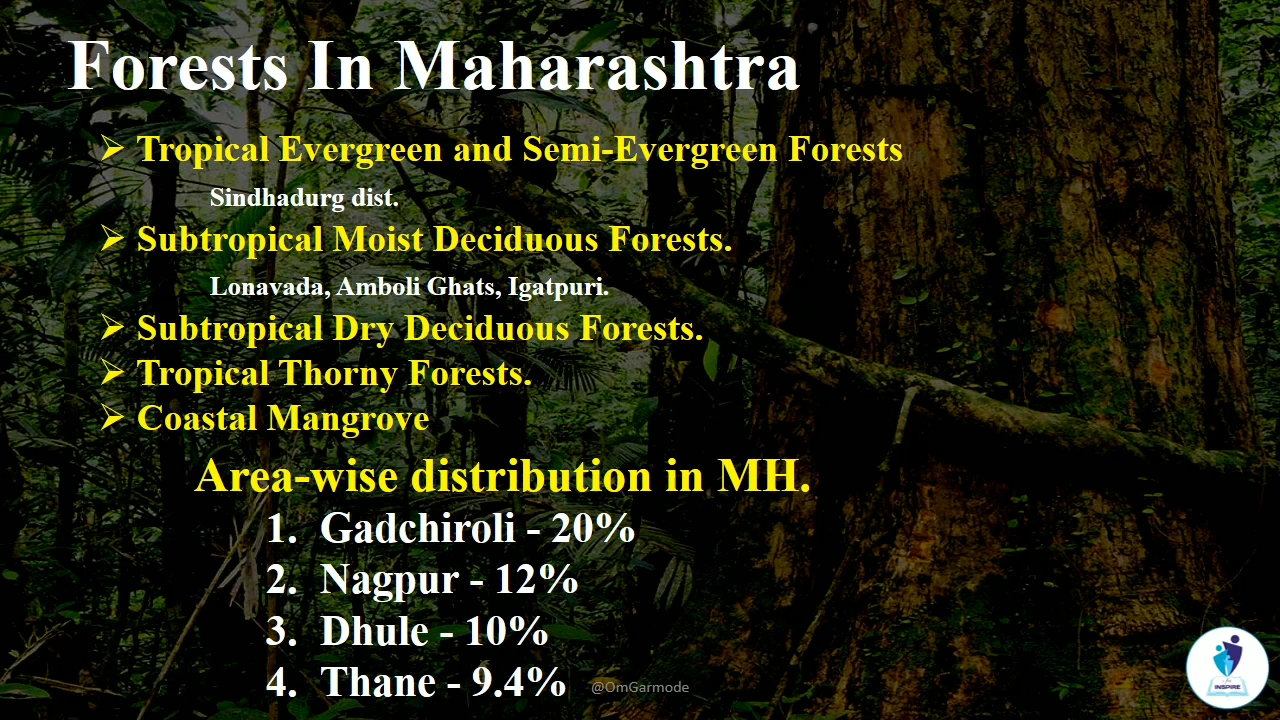 Forests In Maharashtra
➢ Tropical Evergreen and Semi-Evergreen Forests
Sindhadurg dist.
➢ Subtropical Moist Deciduous Forests.
Lonavada, Amboli Ghats, Igatpuri.
➢ Subtropical Dry Deciduous Forests.
➢ Tropical Thorny Forests.
➢ Coastal Mangrove
Area-wise distribution in MH.
1. Gadchiroli - 20%
2. Nagpur - 12%
3. Dhule - 10%
4. Thane - 9.4%
@OmGarmode
INSPIRE